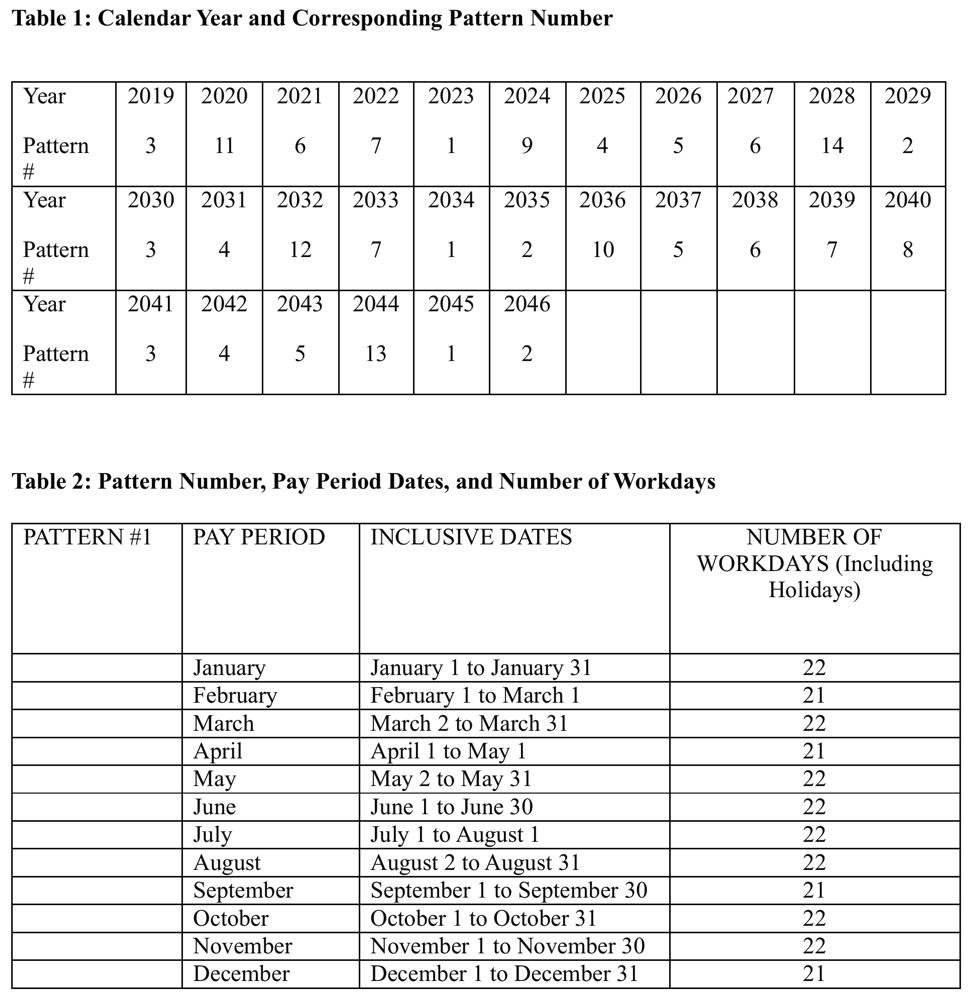 Table 1: Calendar Year and Corresponding Pattern Number
Year 2019 2020 2021 2022 2023 2024 2025 2026 2027 2028 2029
Pattern 3 11 6 7 1 9 4 5 6 14 2
#
Year 2030 2031 2032 2033 2034 2035 2036 2037 2038 2039 2040
Pattern 3 4 12 7 1 2 10 5 6 7 8
#
Year 2041 2042 2043 2044 2045 2046
Pattern 3 4 5 13 1 2
#
Table 2: Pattern Number, Pay Period Dates, and Number of Workdays
PATTERN #1 PAY PERIOD INCLUSIVE DATES NUMBER OF
WORKDAYS (Including
Holidays)
January January 1 to January 31 22
February February 1 to March 1 21
March March 2 to March 31 22
April April 1 to May 1 21
May May 2 to May 31 22
June June 1 to June 30 22
July July 1 to August 1 22
August August 2 to August 31 22
September September 1 to September 30 21
October October 1 to October 31 22
November November 1 to November 30 22
December December 1 to December 31 21